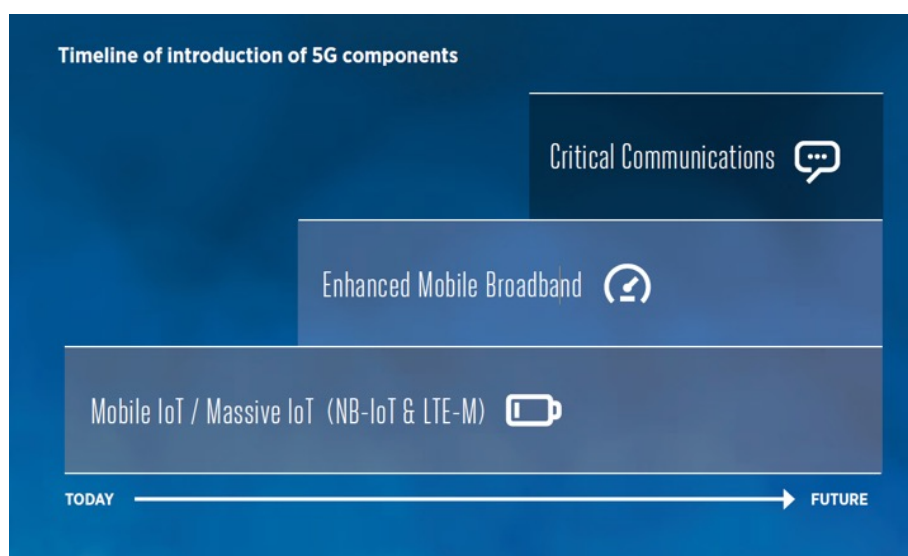 Timeline of introduction of 5G components
Critical Communications
Enhanced Mobile Broadband
Mobile IoT / Massive IoT (NB-IoT & LTE-M)
TODAY
FUTURE